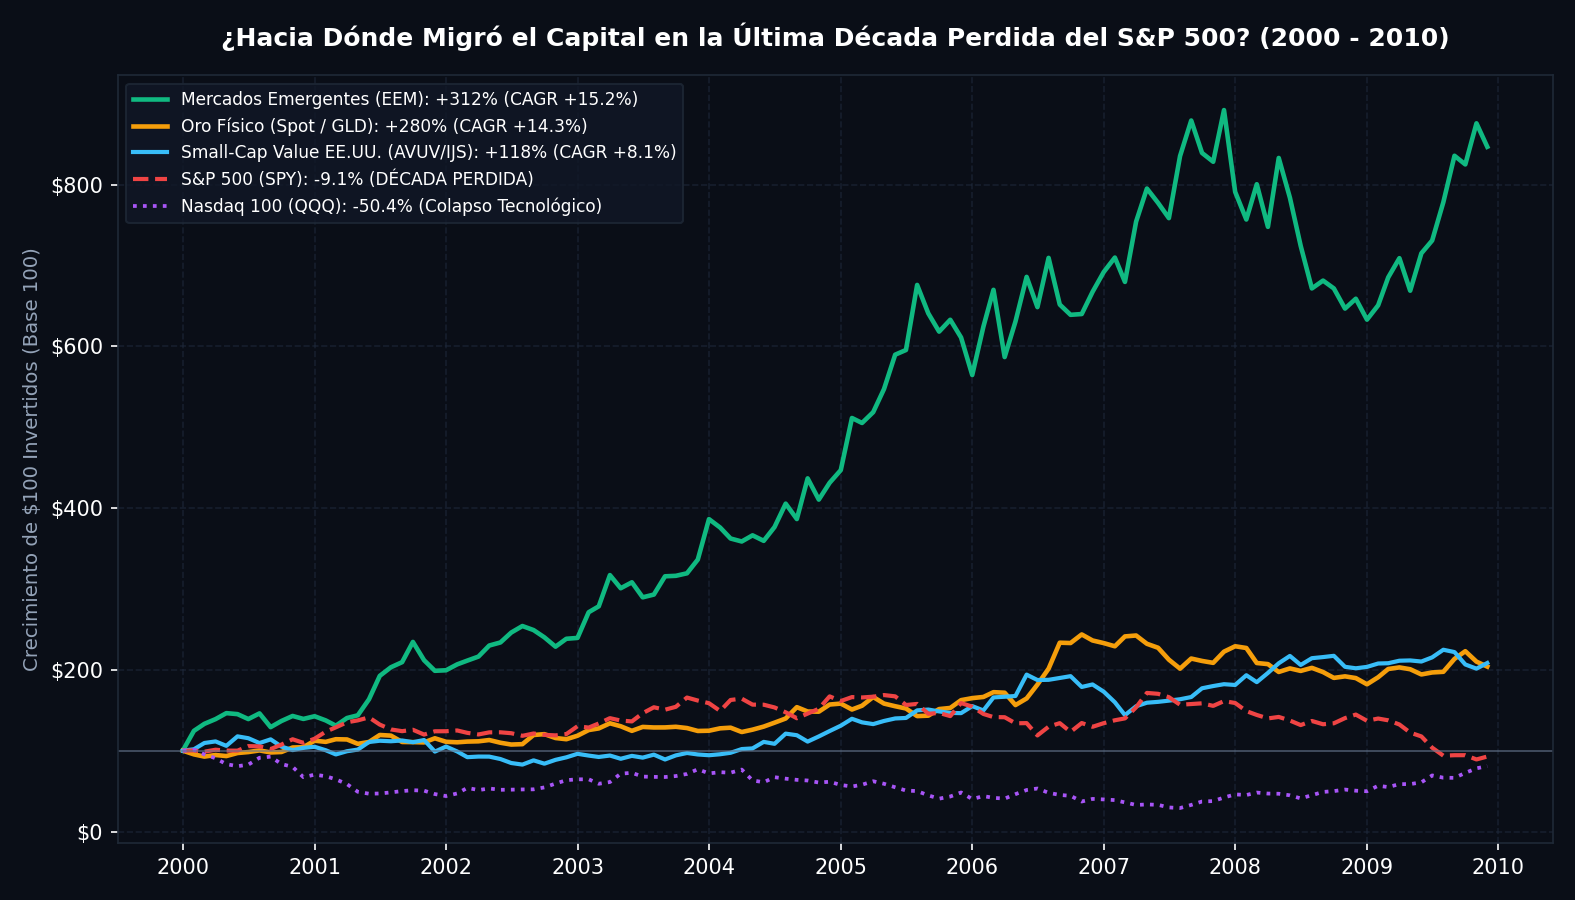 ¿Hacia Dónde Migró el Capital en la Última Década Perdida del S&P 500? (2000 - 2010)
Mercados Emergentes (EEM): +312% (CAGR +15.2%)
Oro Físico (Spot / GLD): +280% (CAGR +14.3%)
Small-Cap Value EE.UU. (AVUV/IJS): +118% (CAGR +8.1%)
S&P 500 (SPY): -9.1% (DÉCADA PERDIDA)
Nasdaq 100 (QQQ): -50.4% (Colapso Tecnológico)
Crecimiento de $100 Invertidos (Base 100)
$800
$600
$400
$200
$0
2000 2001 2002 2003 2004 2005 2006 2007 2008 2009 2010